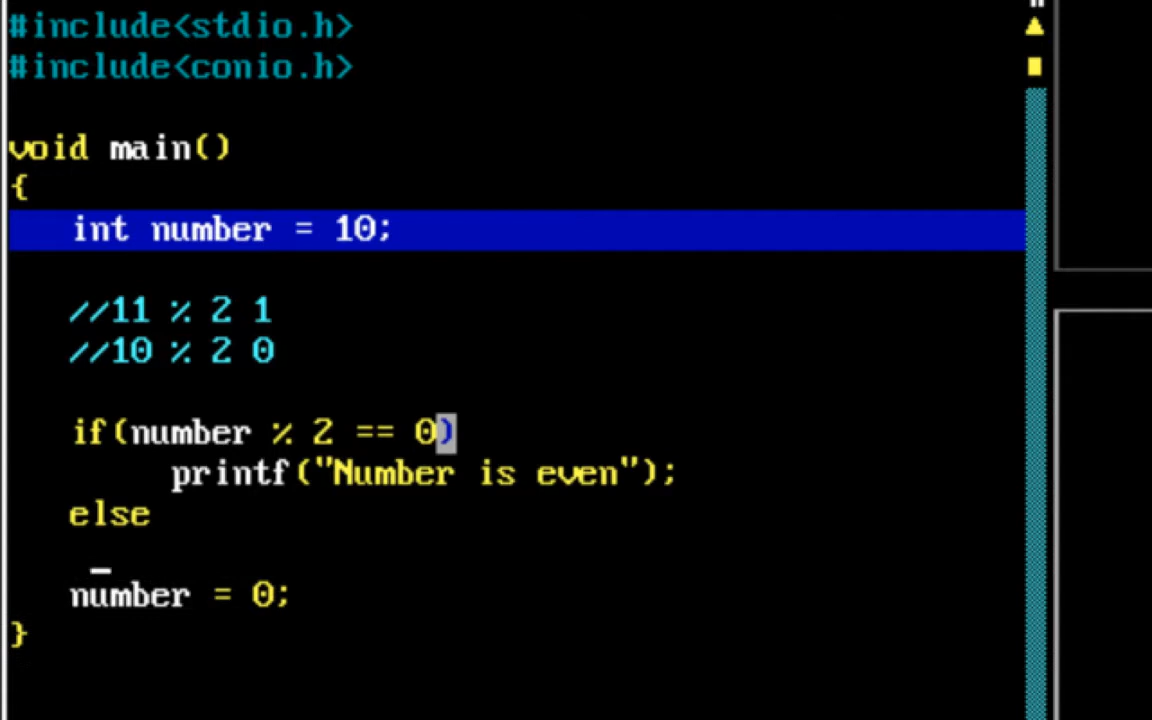 #include<stdio.h>
#include<conio.h>
void main()
{
int number = 10;
//11 % 2 1
//10 % 2 0
if(number % 2 == 0)
printf("Number is even");
else
number = 0;
}